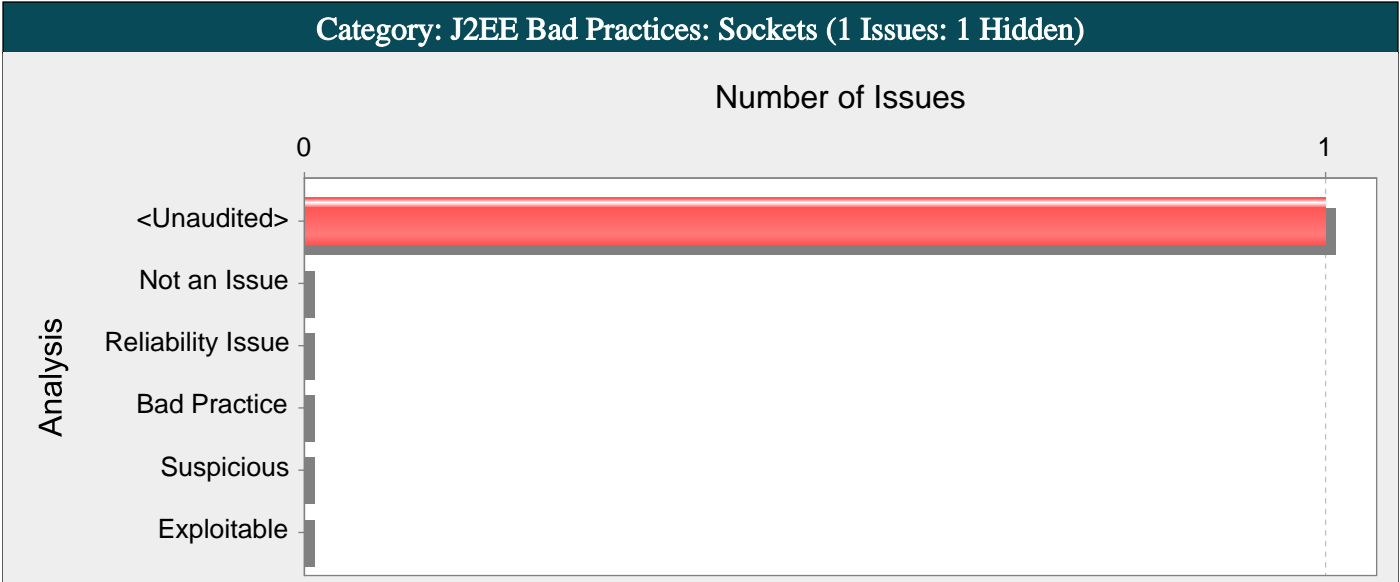 Category: J2EE Bad Practices: Sockets (1 Issues: 1 Hidden)
Number of Issues
0 1
<Unaudited>
Not an Issue
Reliability Issue
Bad Practice
Suspicious
Exploitable
Analysis